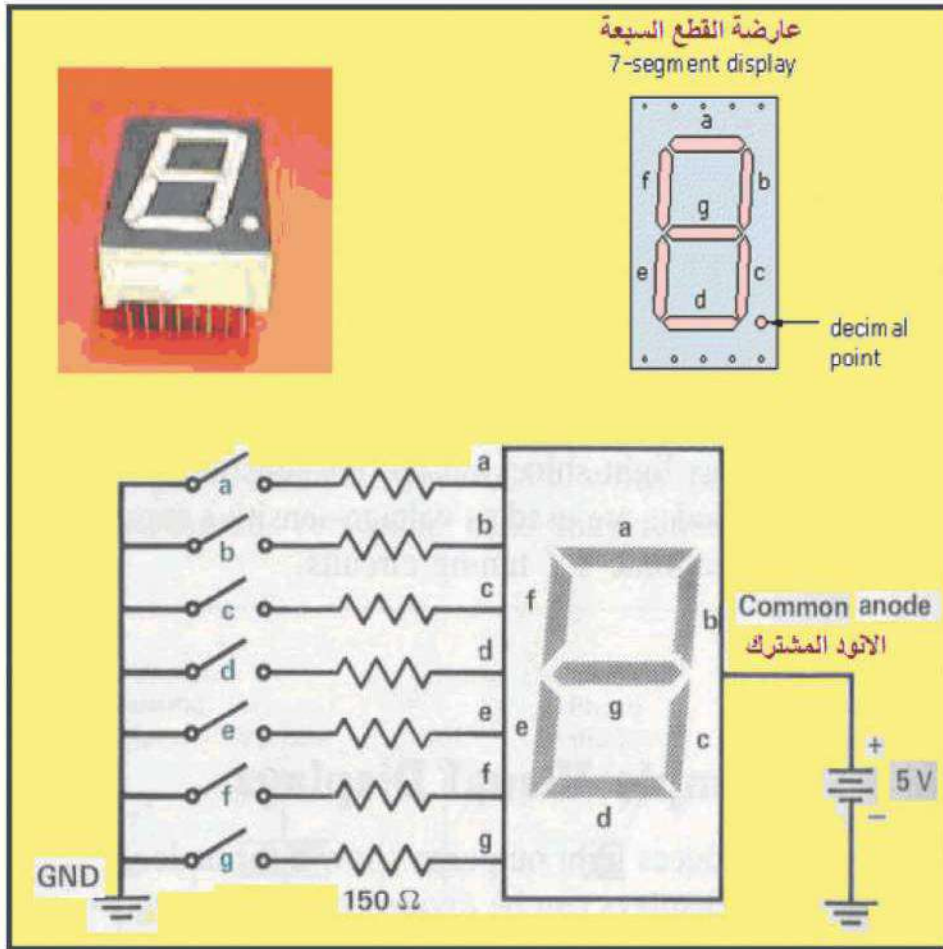 عارضة القطع السبعة
7-segment display
a
f
b
g
e
c
d
decimal
point
a
a
b
b
c
c
d
d
e
e
f
f
g
g
GND
150 Ω
a
f
b
g
e
c
d
Common anode
الانود المشترك
+
5 V
−